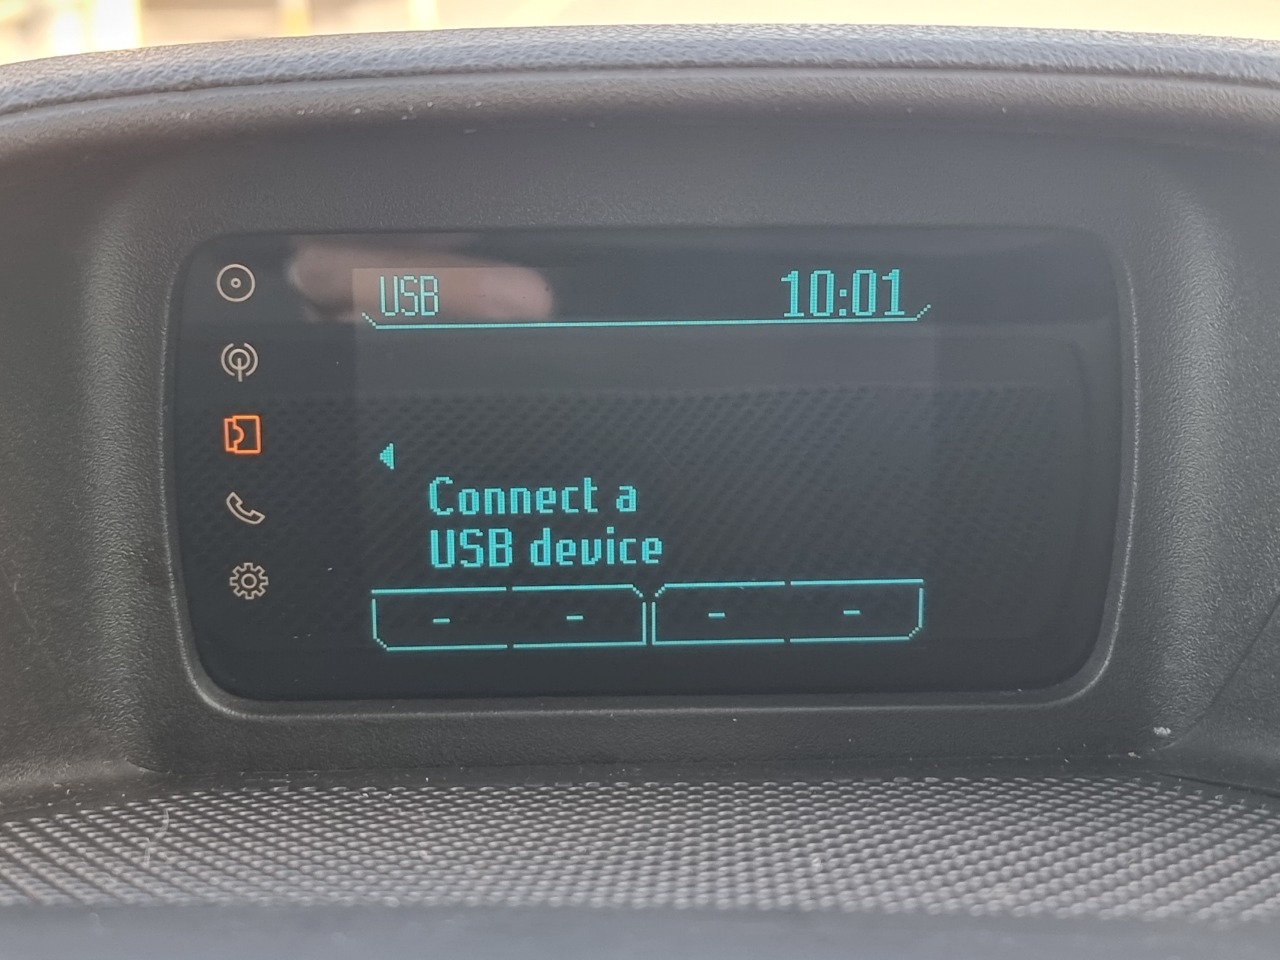 USB 10:01
Connect a
USB device
- - - -